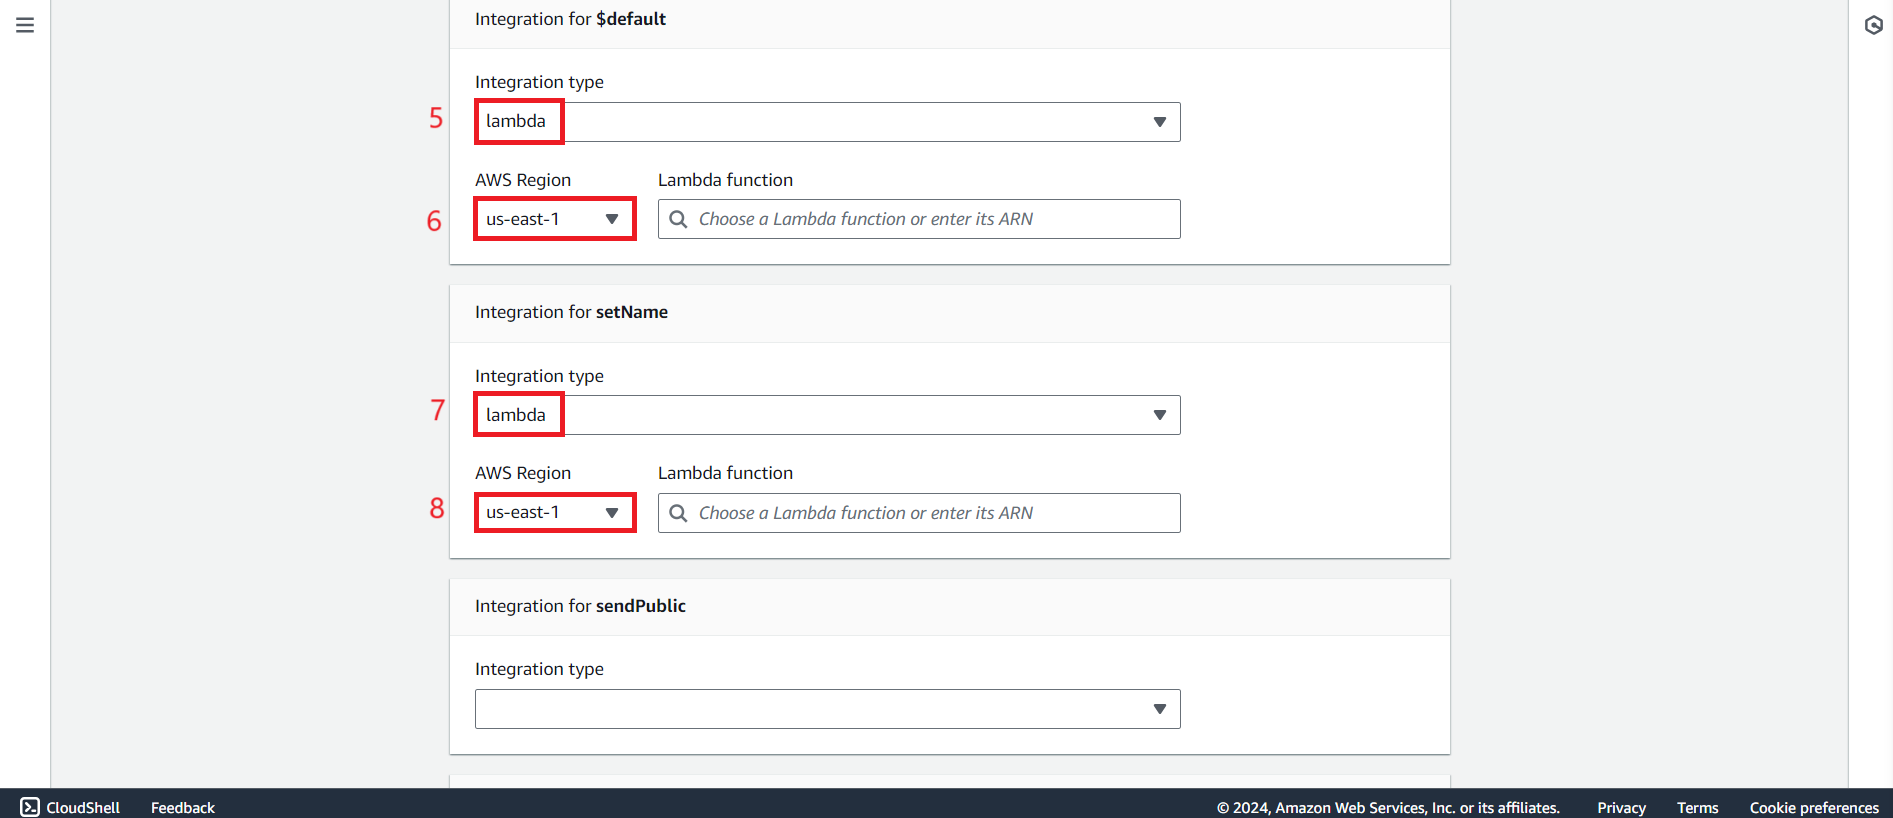 Integration for $default
Integration type
5 lambda
AWS Region Lambda function
6 us-east-1 Choose a Lambda function or enter its ARN
Integration for setName
Integration type
7 lambda
AWS Region Lambda function
8 us-east-1 Choose a Lambda function or enter its ARN
Integration for sendPublic
Integration type
CloudShell Feedback © 2024, Amazon Web Services, Inc. or its affiliates. Privacy Terms Cookie preferences